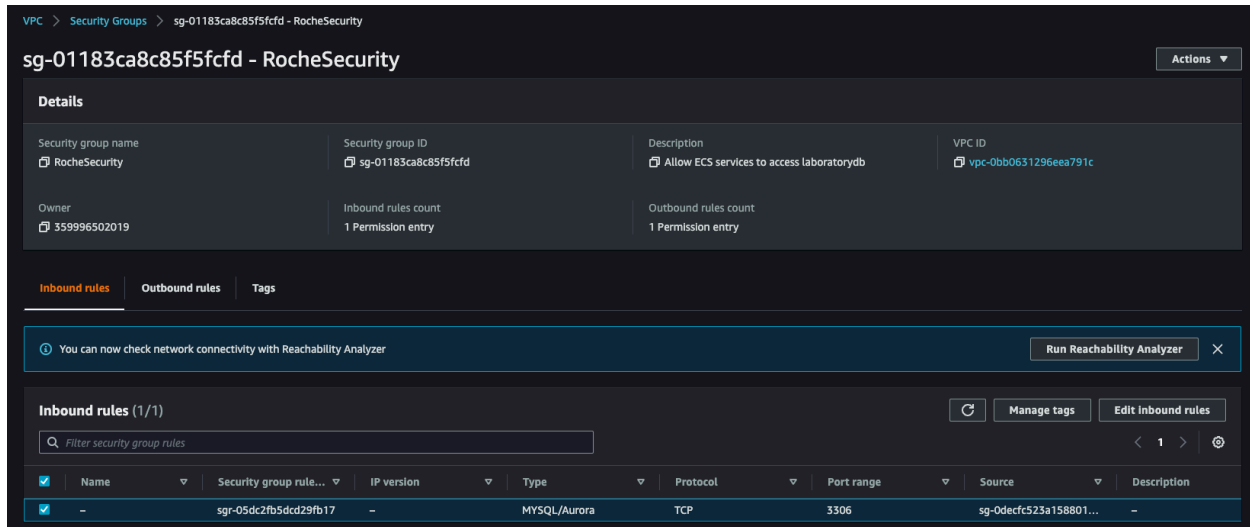 VPC > Security Groups > sg-01183ca8c85f5fcfd - RocheSecurity
sg-01183ca8c85f5fcfd - RocheSecurity
Actions
Details
Security group name Security group ID Description VPC ID
RocheSecurity sg-01183ca8c85f5fcfd Allow ECS services to access laboratorydb vpc-0bb0631296eea791c
Owner Inbound rules count Outbound rules count
359996502019 1 Permission entry 1 Permission entry
Inbound rules Outbound rules Tags
You can now check network connectivity with Reachability Analyzer Run Reachability Analyzer
Inbound rules (1/1) Manage tags Edit inbound rules
Filter security group rules < 1 >
Name Security group rule... IP version Type Protocol Port range Source Description
– sgr-05dc2fb5dcd29fb17 – MYSQL/Aurora TCP 3306 sg-0decfc523a158801... –